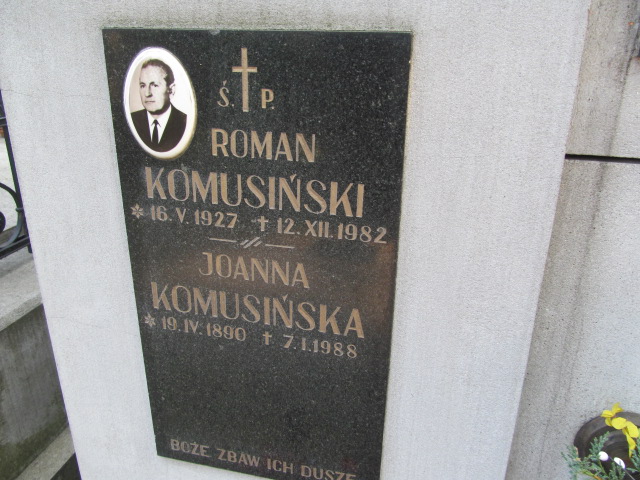 Ś. P.
ROMAN
KOMUSIŃSKI
* 16. V. 1927 ✝ 12. XII. 1982
JOANNA
KOMUSIŃSKA
* 19. IV. 1890 ✝ 7. I. 1988
BOŻE ZBAW ICH DUSZE